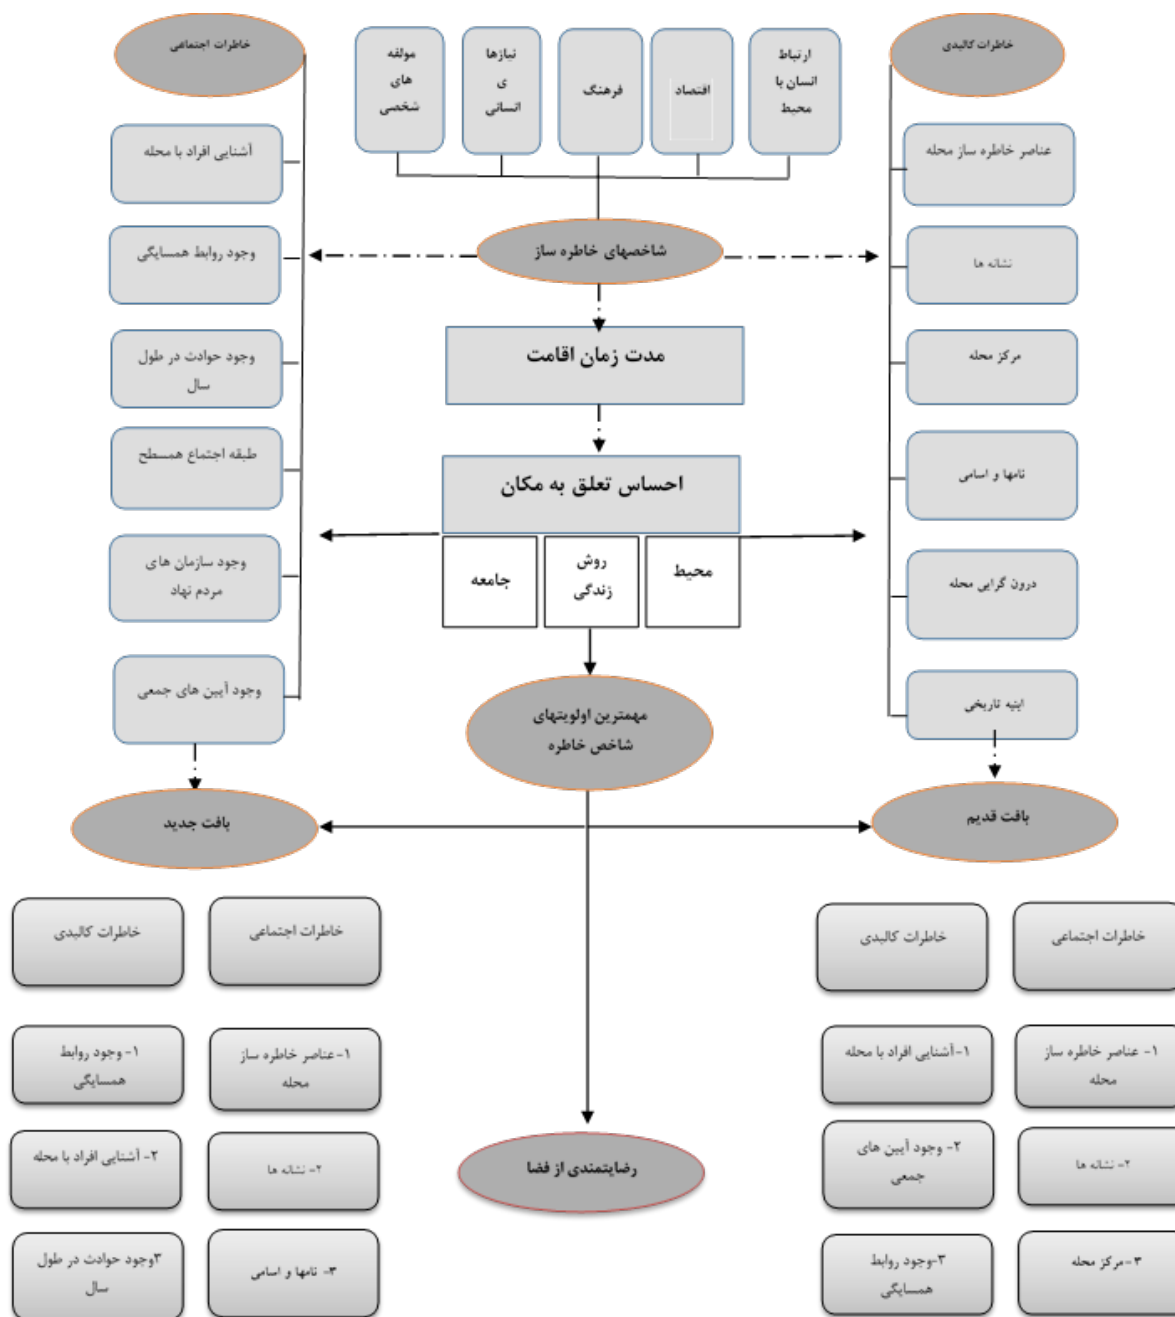 خاطرات کالبدی
ارتباط
انسان با
محیط
اقتصاد
فرهنگ
نیازها
ی
انسانی
مولفه
های
شخصی
خاطرات اجتماعی
عناصر خاطره ساز محله
نشانه ها
مرکز محله
نامها و اسامی
درون گرایی محله
ابنیه تاریخی
شاخصهای خاطره ساز
مدت زمان اقامت
احساس تعلق به مکان
محیط
روش
زندگی
جامعه
مهمترین اولویتهای
شاخص خاطره
آشنایی افراد با محله
وجود روابط همسایگی
وجود حوادث در طول
سال
طبقه اجتماع همسطح
وجود سازمان های
مردم نهاد
وجود آیین های جمعی
بافت قدیم
بافت جدید
خاطرات اجتماعی
خاطرات کالبدی
۱- عناصر خاطره ساز
محله
۱-آشنایی افراد با محله
۲- نشانه ها
۲- وجود آیین های
جمعی
۳-مرکز محله
۳-وجود روابط
همسایگی
رضایتمندی از فضا
خاطرات اجتماعی
خاطرات کالبدی
۱-عناصر خاطره ساز
محله
۱- وجود روابط
همسایگی
۲- نشانه ها
۲- آشنایی افراد با محله
۳- نامها و اسامی
۳وجود حوادث در طول
سال